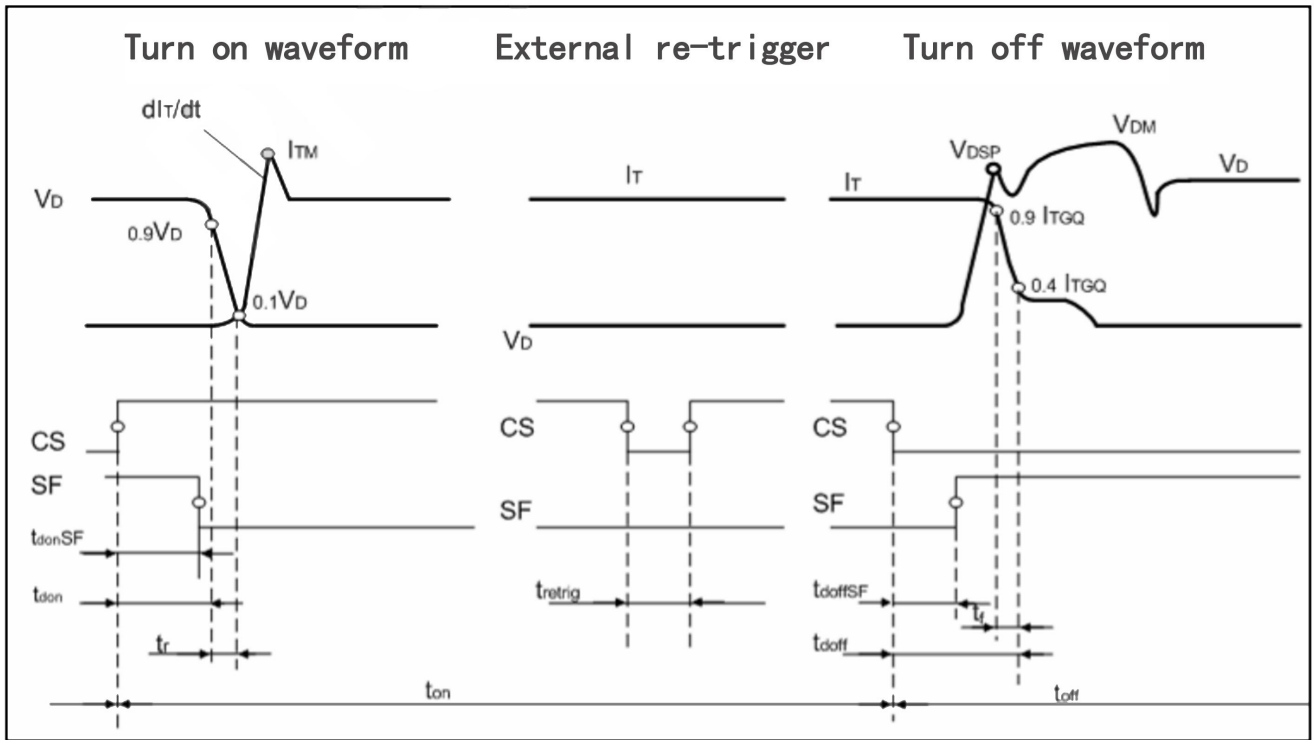 Turn on waveform External re-trigger Turn off waveform
dIT/dt
ITM
VD
0.9VD
0.1VD
CS
SF
tdonSF
tdon
tr
ton
IT
VD
CS
SF
tretrig
VDSP
VDM
IT
VD
0.9 ITGQ
0.4 ITGQ
CS
SF
tdoffSF
tf
tdoff
toff